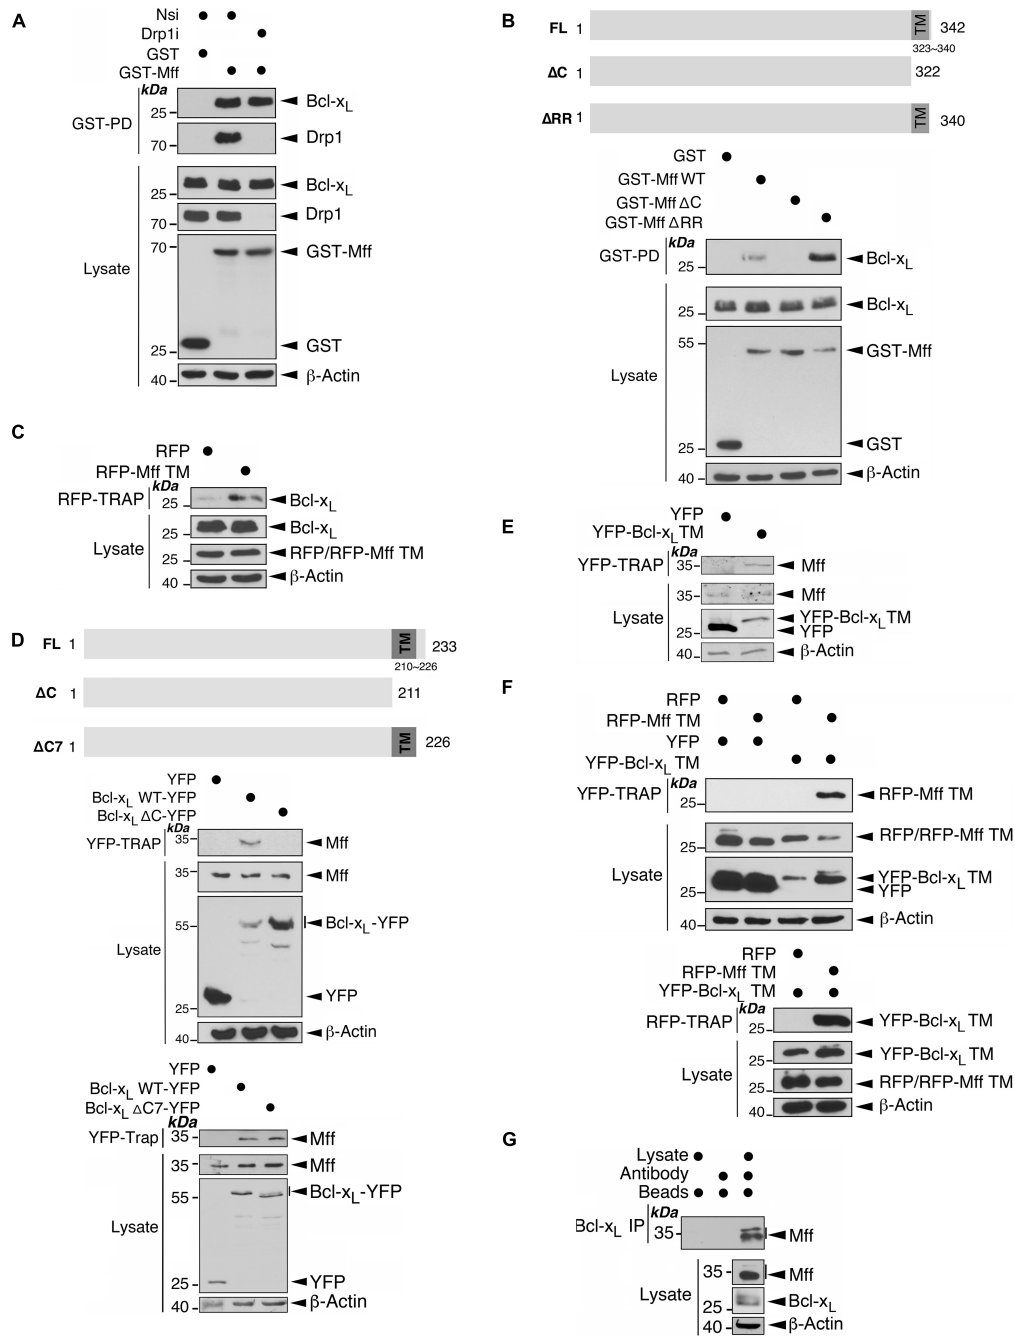 A
Nsi
Drp1i
GST
GST-Mff
kDa
GST-PD
25
Bcl-xL
70
Drp1
Lysate
25
Bcl-xL
70
Drp1
70
GST-Mff
25
GST
40
β-Actin
B
FL 1 TM 342
323~340
ΔC 1 322
ΔRR 1 TM 340
GST
GST-Mff WT
GST-Mff ΔC
GST-Mff ΔRR
kDa
GST-PD
25
Bcl-xL
Lysate
25
Bcl-xL
55
GST-Mff
25
GST
40
β-Actin
C
RFP
RFP-Mff TM
kDa
RFP-TRAP
25
Bcl-xL
Lysate
25
Bcl-xL
25
RFP/RFP-Mff TM
40
β-Actin
D
FL 1 TM 233
210~226
ΔC 1 211
ΔC7 1 TM 226
YFP
Bcl-xL WT-YFP
Bcl-xL ΔC-YFP
kDa
YFP-TRAP
35
Mff
Lysate
35
Mff
55
Bcl-xL-YFP
25
YFP
40
β-Actin
YFP
Bcl-xL WT-YFP
Bcl-xL ΔC7-YFP
kDa
YFP-Trap
35
Mff
Lysate
35
Mff
55
Bcl-xL-YFP
25
YFP
40
β-Actin
E
YFP
YFP-Bcl-xLTM
kDa
YFP-TRAP
35
Mff
Lysate
35
Mff
YFP-Bcl-xLTM
25
YFP
40
β-Actin
F
RFP
RFP-Mff TM
YFP
YFP-Bcl-xL TM
kDa
YFP-TRAP
25
RFP-Mff TM
Lysate
25
RFP/RFP-Mff TM
YFP-Bcl-xLTM
25
YFP
40
β-Actin
RFP
RFP-Mff TM
YFP-Bcl-xL TM
kDa
RFP-TRAP
25
YFP-Bcl-xL TM
Lysate
25
YFP-Bcl-xL TM
25
RFP/RFP-Mff TM
40
β-Actin
G
Lysate
Antibody
Beads
kDa
Bcl-xL IP
35
Mff
Lysate
35
Mff
25
Bcl-xL
40
β-Actin